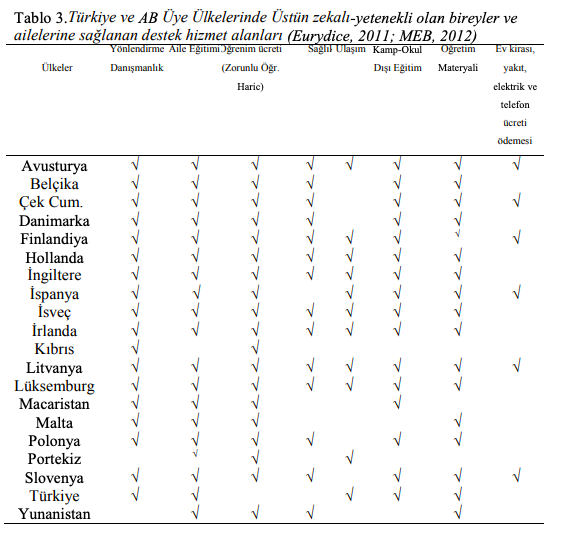 Tablo 3.Türkiye ve AB Üye Ülkelerinde Üstün zekalı-yetenekli olan bireyler ve
ailelerine sağlanan destek hizmet alanları (Eurydice, 2011; MEB, 2012)
Yönlendirme Aile Eğitimi Öğrenim ücreti Sağlıl Ulaşım Kamp-Okul Öğretim Ev kirası,
Ülkeler Danışmanlık (Zorunlu Öğr. Dışı Eğitim Materyali yakıt,
Haric) elektrik ve
telefon
ücreti
ödemesi
Avusturya √ √ √ √ √ √ √ √
Belçika √ √ √ √ √ √
Çek Cum. √ √ √ √ √ √ √
Danimarka √ √ √ √ √ √
Finlandiya √ √ √ √ √ √ √ √
Hollanda √ √ √ √ √ √ √
İngiltere √ √ √ √ √ √ √
İspanya √ √ √ √ √ √ √
İsveç √ √ √ √ √ √ √
İrlanda √ √ √ √ √ √ √
Kıbrıs √ √
Litvanya √ √ √ √ √ √ √ √
Lüksemburg √ √ √ √ √ √ √
Macaristan √ √ √ √
Malta √ √ √ √
Polonya √ √ √ √ √ √
Portekiz √ √ √
Slovenya √ √ √ √ √ √ √
Türkiye √ √ √ √ √
Yunanistan √ √ √ √